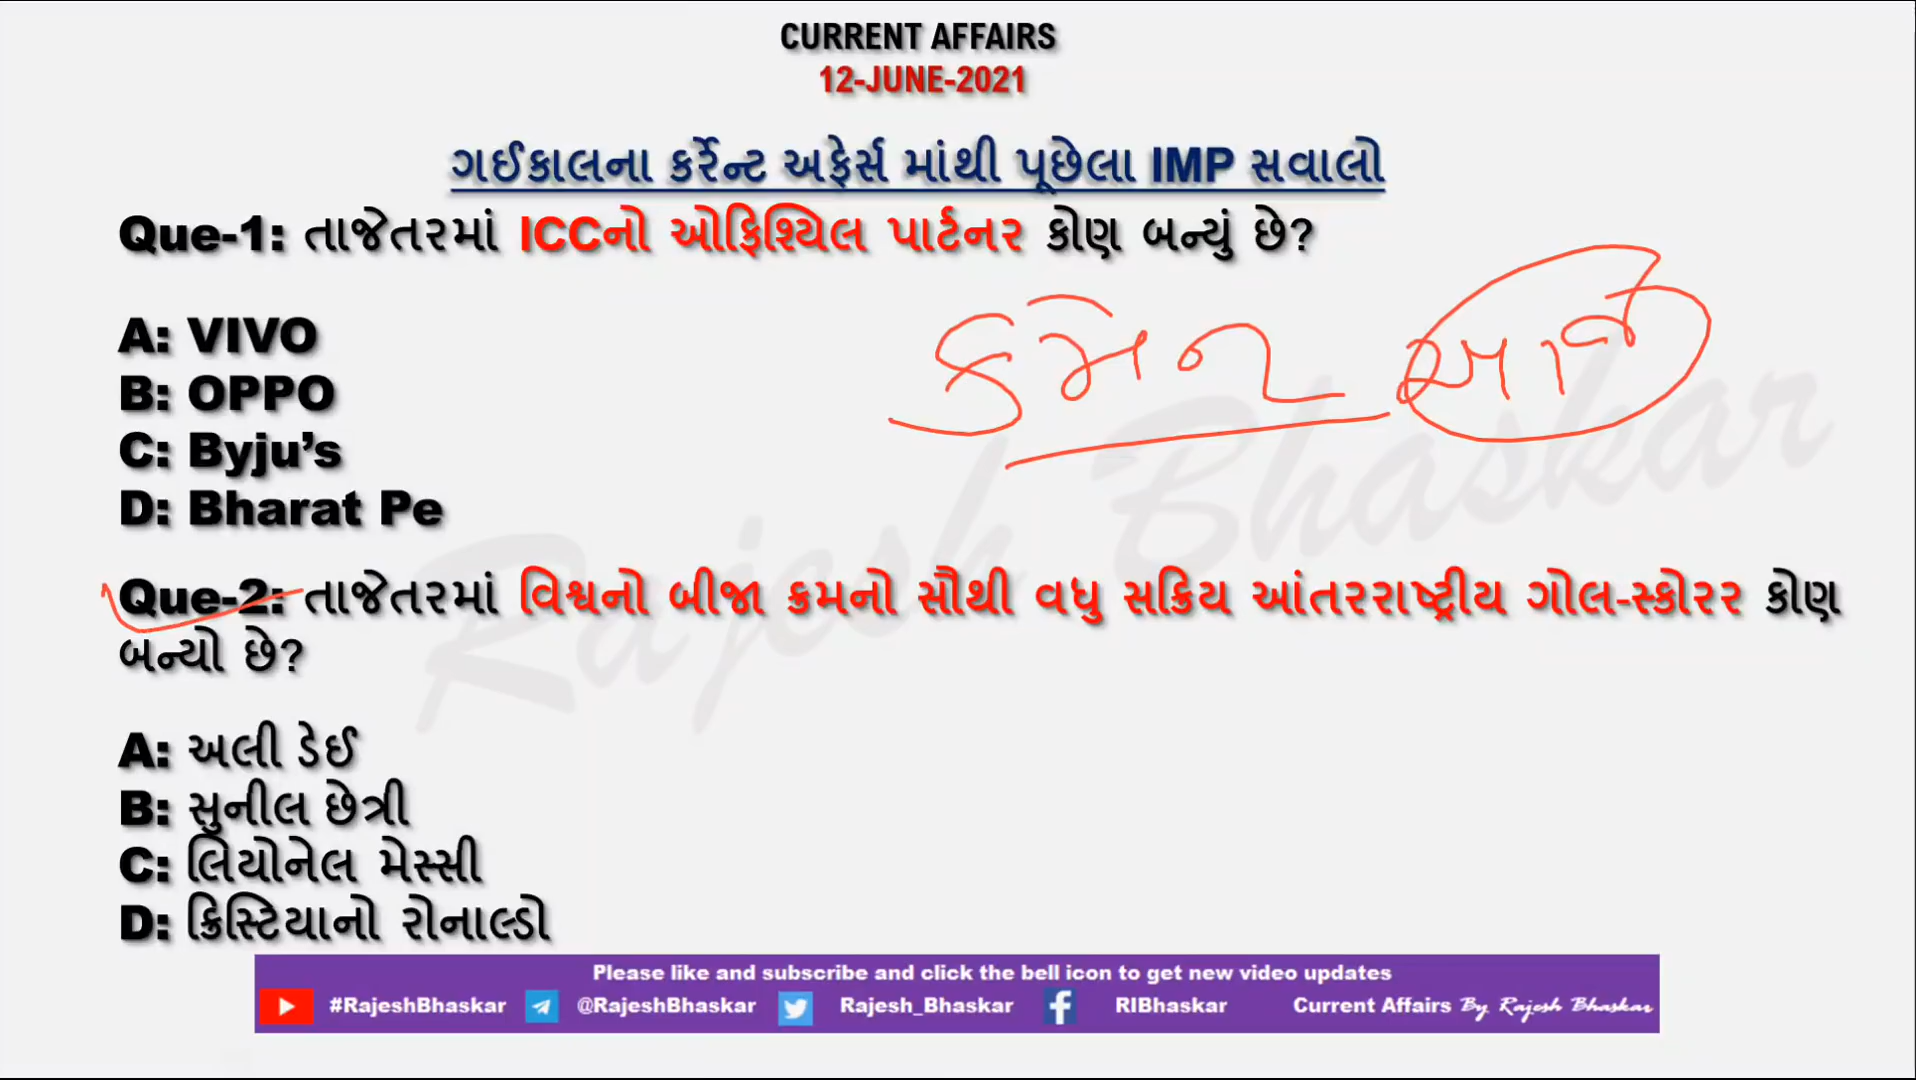 CURRENT AFFAIRS
12-JUNE-2021
ગઈકાલના કર્રેન્ટ અફેર્સ માંથી પૂછેલા IMP સવાલો
Que-1: તાજેતરમાં ICCનો ઓફિશ્યિલ પાર્ટનર કોણ બન્યું છે?
A: VIVO
B: OPPO
C: Byju’s
D: Bharat Pe
Que-2: તાજેતરમાં વિશ્વનો બીજા ક્રમનો સૌથી વધુ સક્રિય આંતરરાષ્ટ્રીય ગોલ-સ્કોરર કોણ
બન્યો છે?
A: અલી ડેઈ
B: સુનીલ છેત્રી
C: લિયોનેલ મેસ્સી
D: ક્રિસ્ટિયાનો રોનાલ્ડો
Rajesh Bhaskar
Please like and subscribe and click the bell icon to get new video updates
#RajeshBhaskar @RajeshBhaskar Rajesh_Bhaskar RIBhaskar Current Affairs By Rajesh Bhaskar